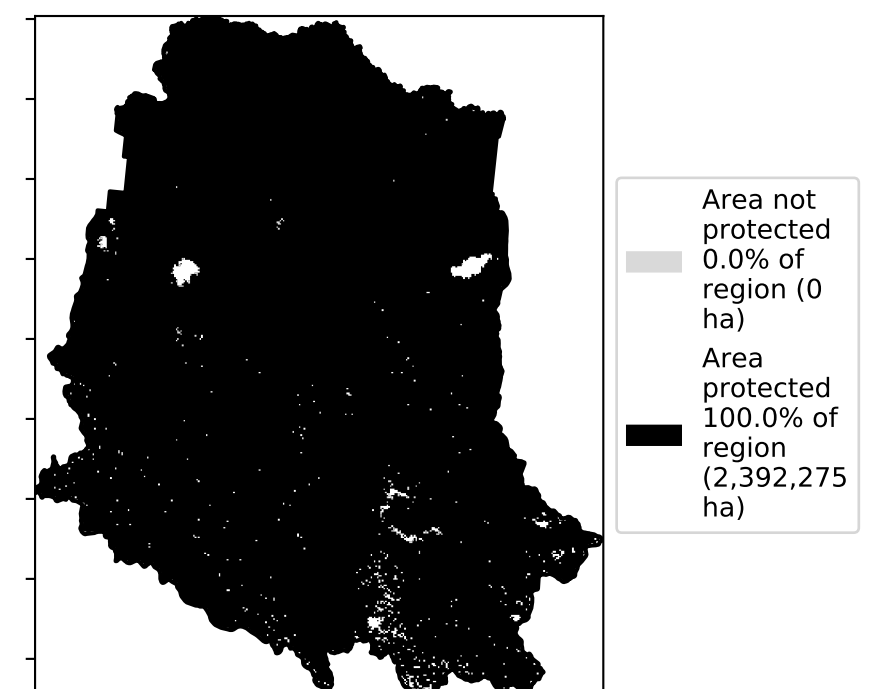 Area not
protected
0.0% of
region (0
ha)
Area
protected
100.0% of
region
(2,392,275
ha)